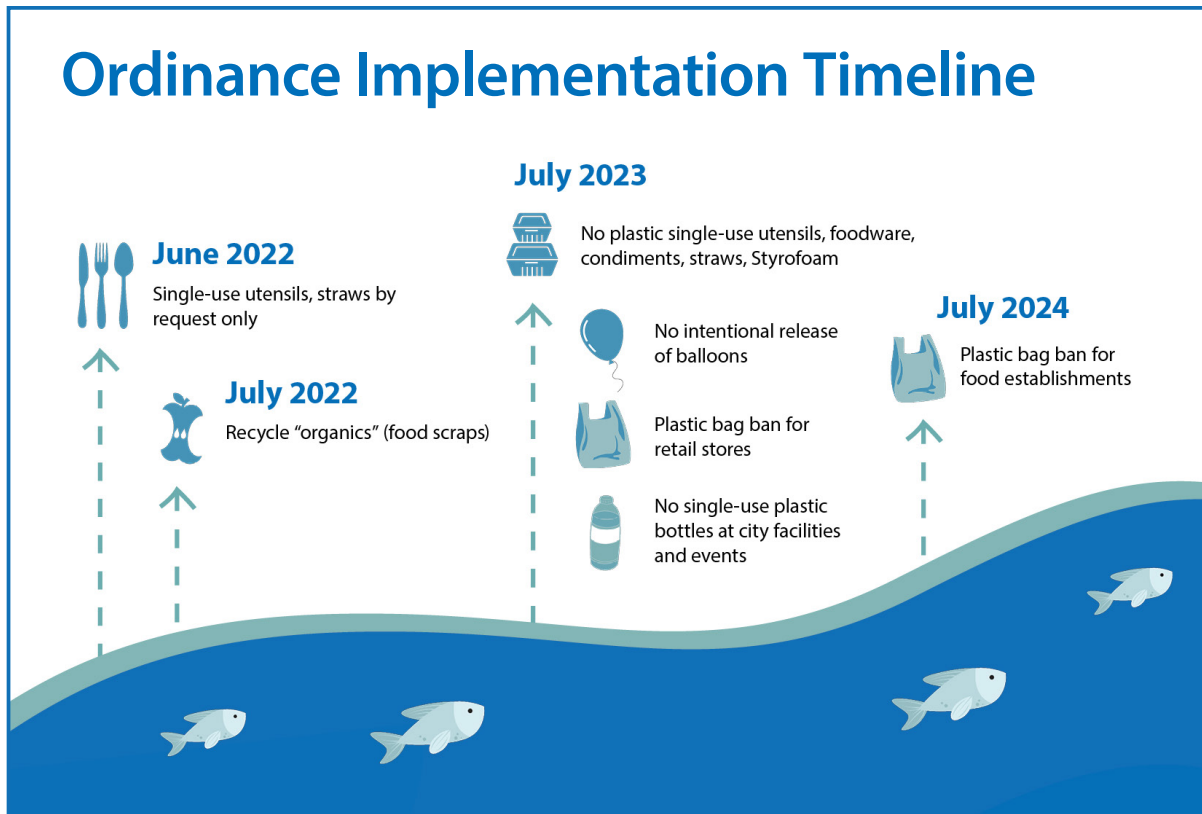 Ordinance Implementation Timeline
June 2022
Single-use utensils, straws by
request only
July 2022
Recycle “organics” (food scraps)
July 2023
No plastic single-use utensils, foodware,
condiments, straws, Styrofoam
No intentional release
of balloons
Plastic bag ban for
retail stores
No single-use plastic
bottles at city facilities
and events
July 2024
Plastic bag ban for
food establishments